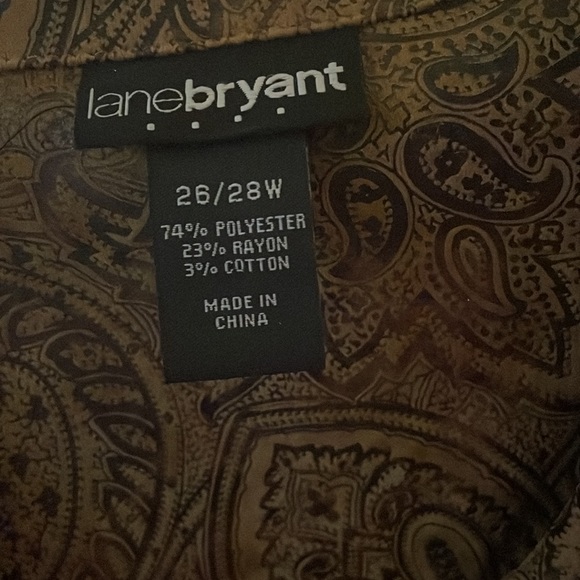 lanebryant
26/28W
74% POLYESTER
23% RAYON
3% COTTON
MADE IN
CHINA